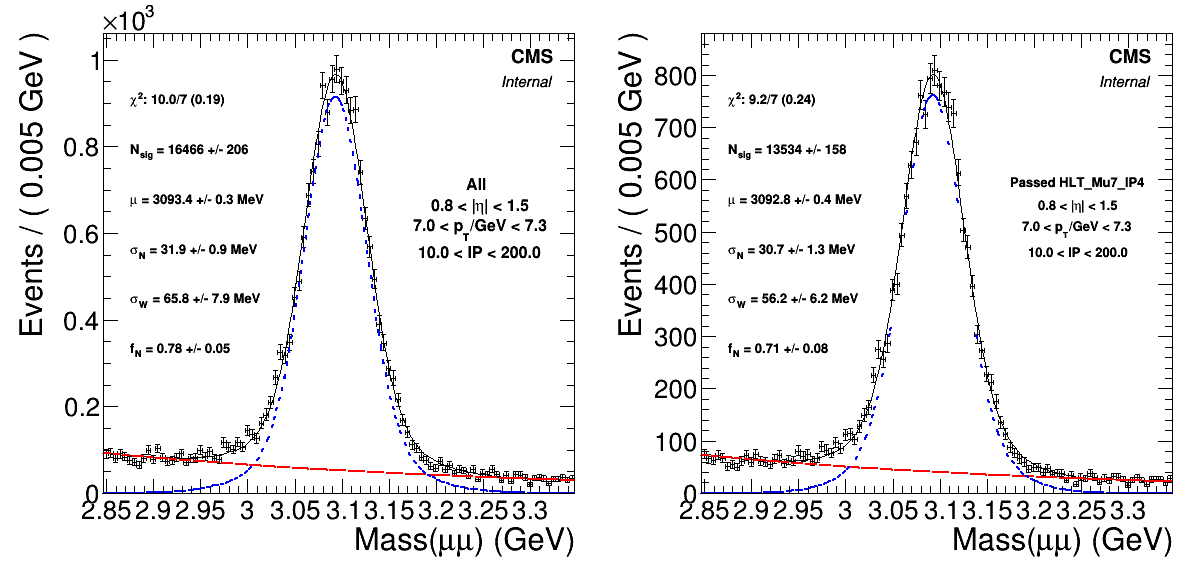 ×10³
CMS
Internal
χ²: 10.0/7 (0.19)
N_sig = 16466 +/- 206
μ = 3093.4 +/- 0.3 MeV
σ_N = 31.9 +/- 0.9 MeV
σ_W = 65.8 +/- 7.9 MeV
f_N = 0.78 +/- 0.05
All
0.8 < |η| < 1.5
7.0 < p_T/GeV < 7.3
10.0 < IP < 200.0
Events / ( 0.005 GeV )
1
0.8
0.6
0.4
0.2
0
2.85 2.9 2.95 3 3.05 3.1 3.15 3.2 3.25 3.3
Mass(μμ) (GeV)
CMS
Internal
χ²: 9.2/7 (0.24)
N_sig = 13534 +/- 158
μ = 3092.8 +/- 0.4 MeV
σ_N = 30.7 +/- 1.3 MeV
σ_W = 56.2 +/- 6.2 MeV
f_N = 0.71 +/- 0.08
Passed HLT_Mu7_IP4
0.8 < |η| < 1.5
7.0 < p_T/GeV < 7.3
10.0 < IP < 200.0
Events / ( 0.005 GeV )
800
700
600
500
400
300
200
100
0
2.85 2.9 2.95 3 3.05 3.1 3.15 3.2 3.25 3.3
Mass(μμ) (GeV)